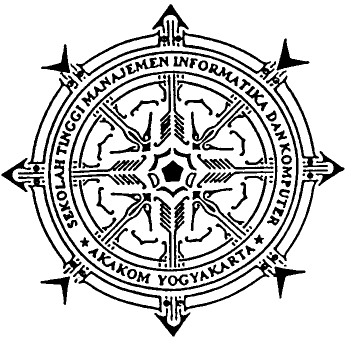 SEKOLAH TINGGI MANAJEMEN INFORMATIKA DAN KOMPUTER
★ AKAKOM YOGYAKARTA ★